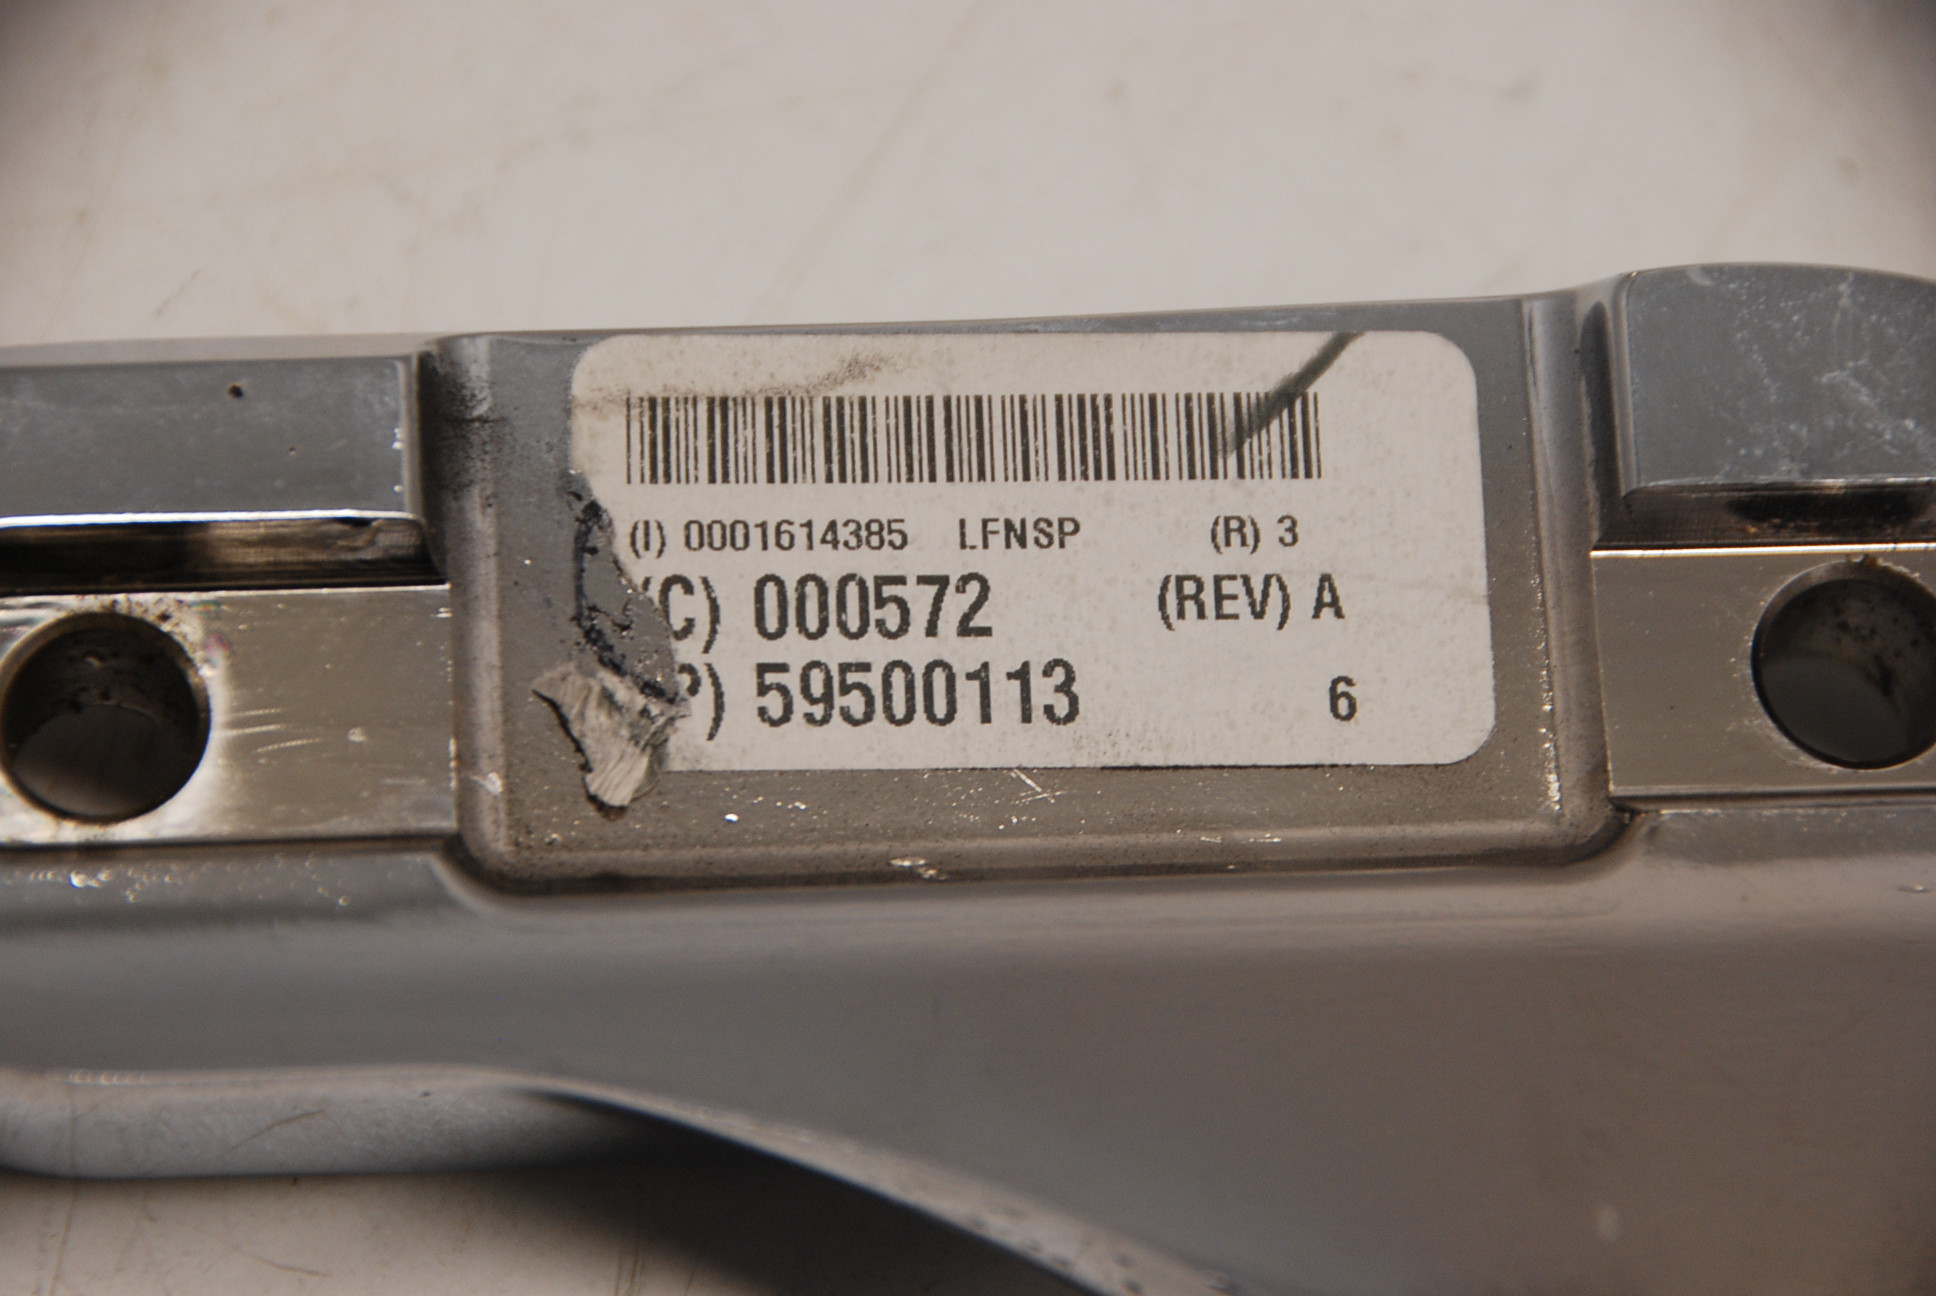 (I) 0001614385 LFNSP (R) 3
(C) 000572 (REV) A
P) 59500113 6